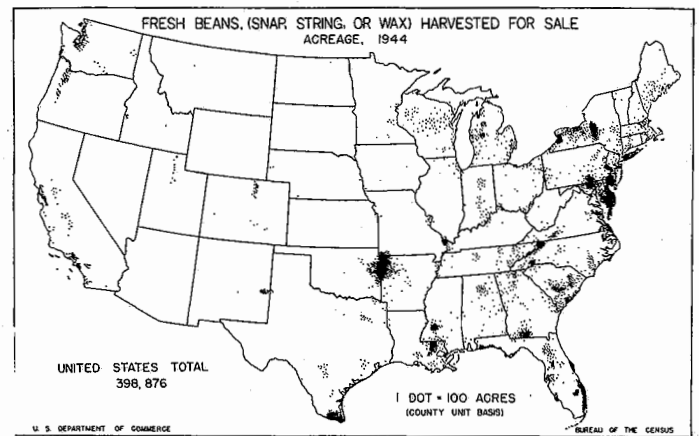 FRESH BEANS, (SNAP, STRING, OR WAX) HARVESTED FOR SALE
ACREAGE, 1944
UNITED STATES TOTAL
398,876
1 DOT = 100 ACRES
(COUNTY UNIT BASIS)
U. S. DEPARTMENT OF COMMERCE
BUREAU OF THE CENSUS